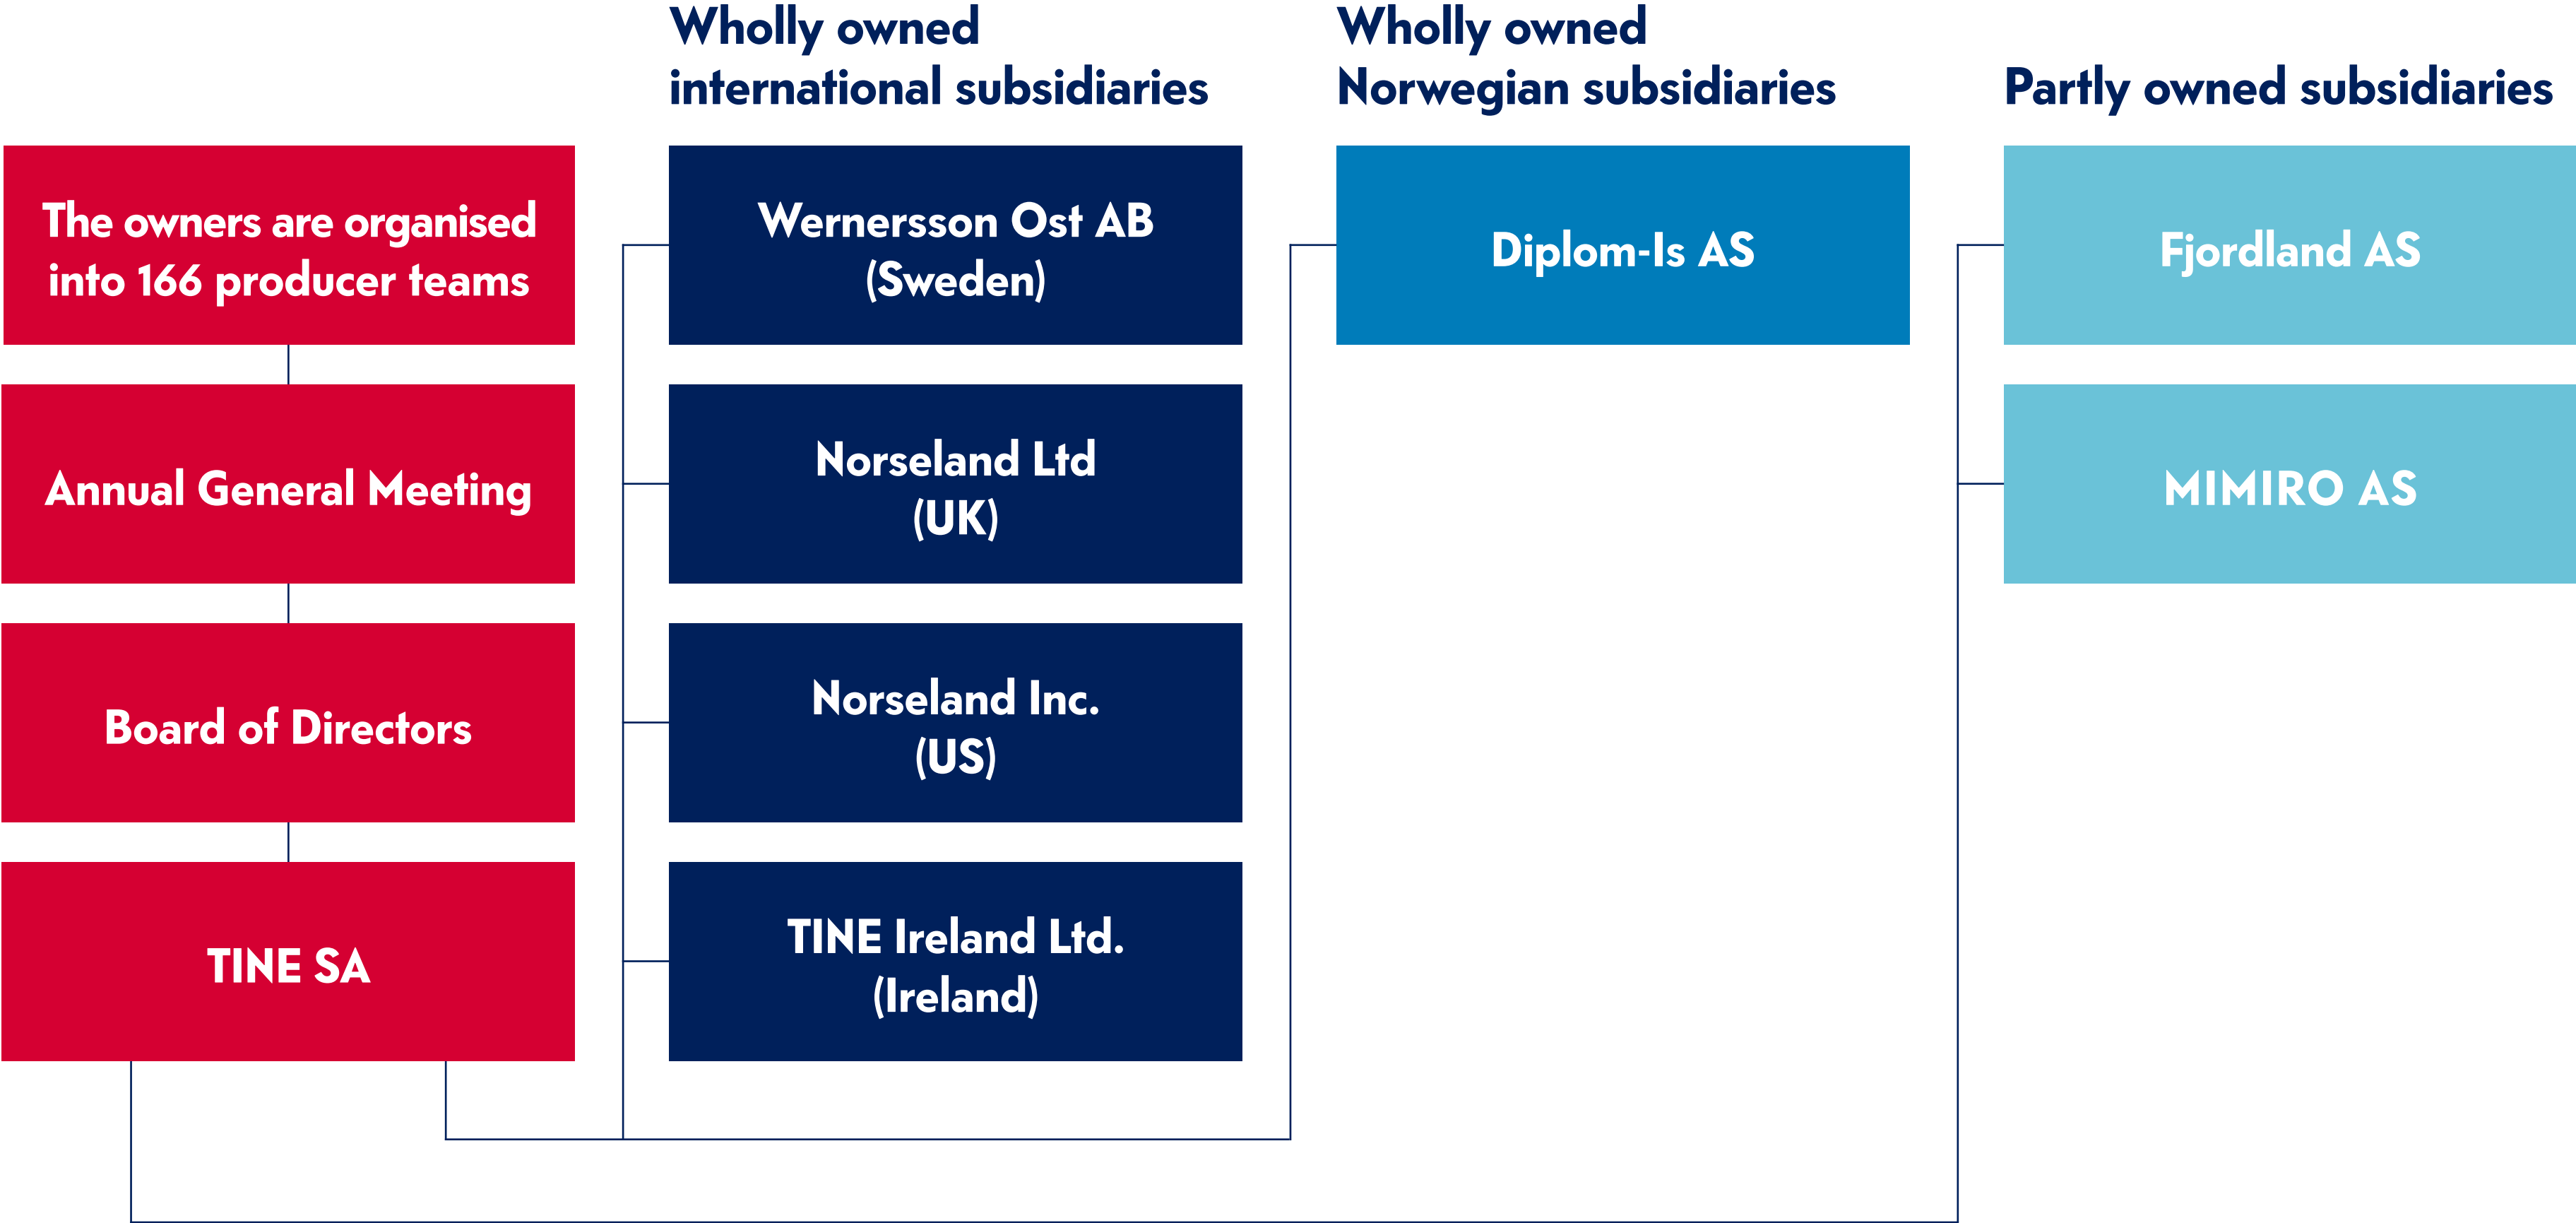 Wholly owned
international subsidiaries
Wholly owned
Norwegian subsidiaries
Partly owned subsidiaries
The owners are organised
into 166 producer teams
Annual General Meeting
Board of Directors
TINE SA
Wernersson Ost AB
(Sweden)
Norseland Ltd
(UK)
Norseland Inc.
(US)
TINE Ireland Ltd.
(Ireland)
Diplom-Is AS
Fjordland AS
MIMIRO AS